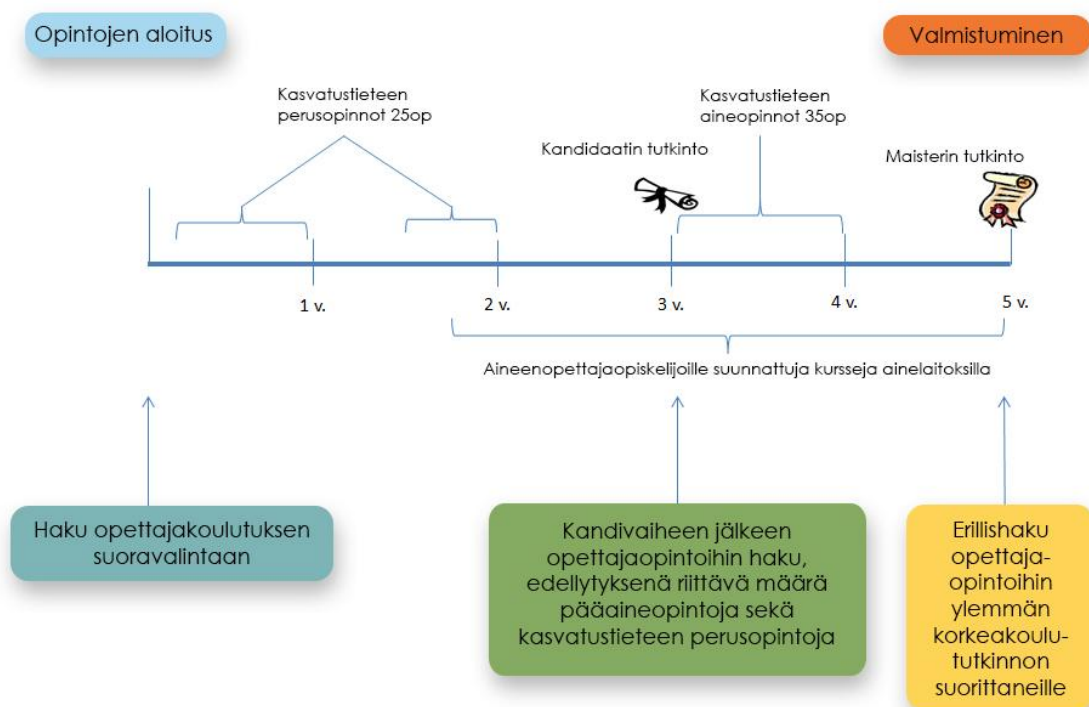 Opintojen aloitus
Valmistuminen
Kasvatustieteen
perusopinnot 25op
Kasvatustieteen
aineopinnot 35op
Kandidaatin tutkinto
Maisterin tutkinto
1 v.
2 v.
3 v.
4 v.
5 v.
Aineenopettajaopiskelijoille suunnattuja kursseja ainelaitoksilla
Haku opettajakoulutuksen
suoravalintaan
Kandivaiheen jälkeen
opettajaopintoihin haku,
edellytyksenä riittävä määrä
pääaineopintoja sekä
kasvatustieteen perusopintoja
Erillishaku
opettaja-
opintoihin
ylemmän
korkeakoulu-
tutkinnon
suorittaneille